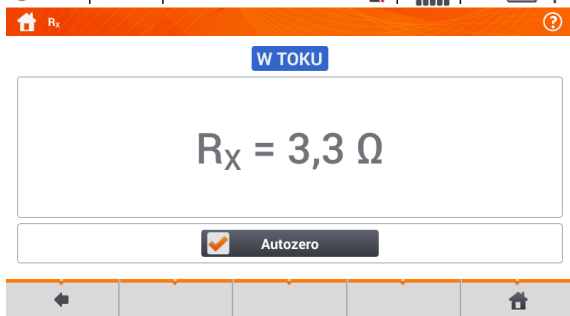 Rx
?
W TOKU
Rx = 3,3 Ω
Autozero